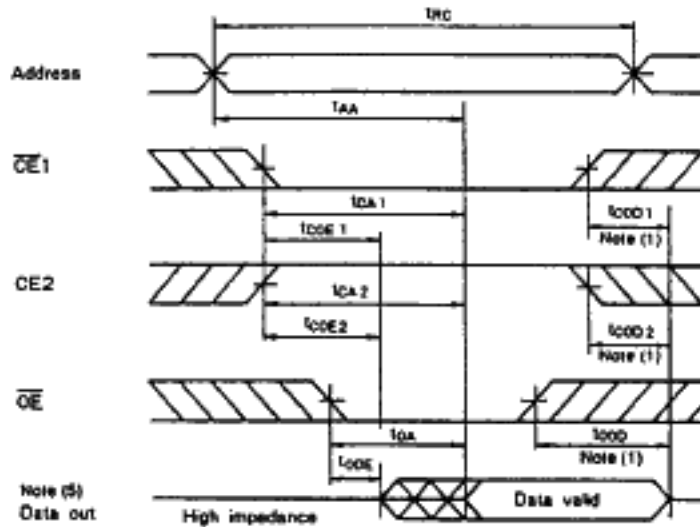 tRC
Address
tAA
CE1
tCA1
tCOE1
tCOD1
Note (1)
CE2
tCA2
tCOE2
tCOD2
Note (1)
OE
tOA
tOOD
tOOE
Note (1)
Note (5)
Data out
High impedance
Data valid